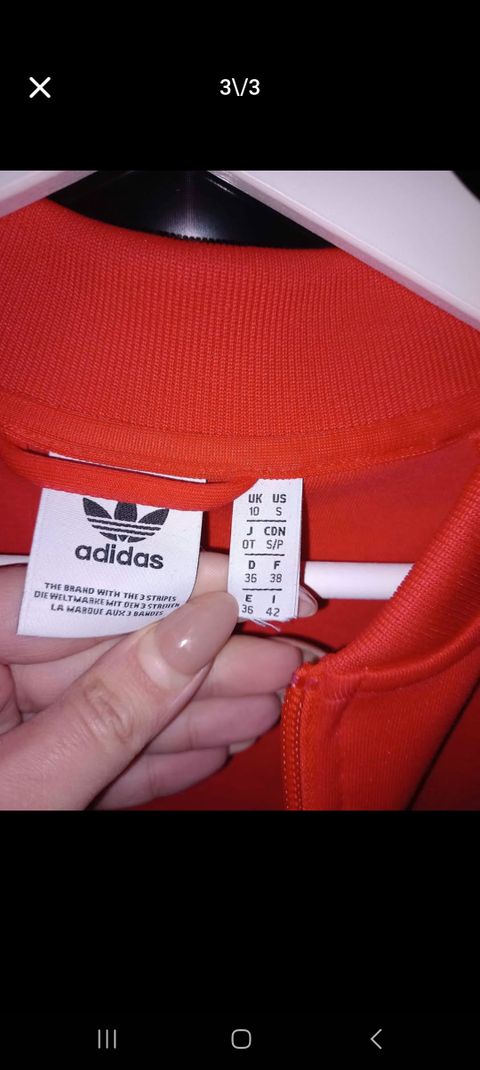 3\/3
adidas
THE BRAND WITH THE 3 STRIPES
DIE WELTMARKE MIT DEN 3 STREIFEN
LA MARQUE AUX 3 BANDES
UK US
10 S
J CDN
OT S/P
D F
36 38
E I
36 42